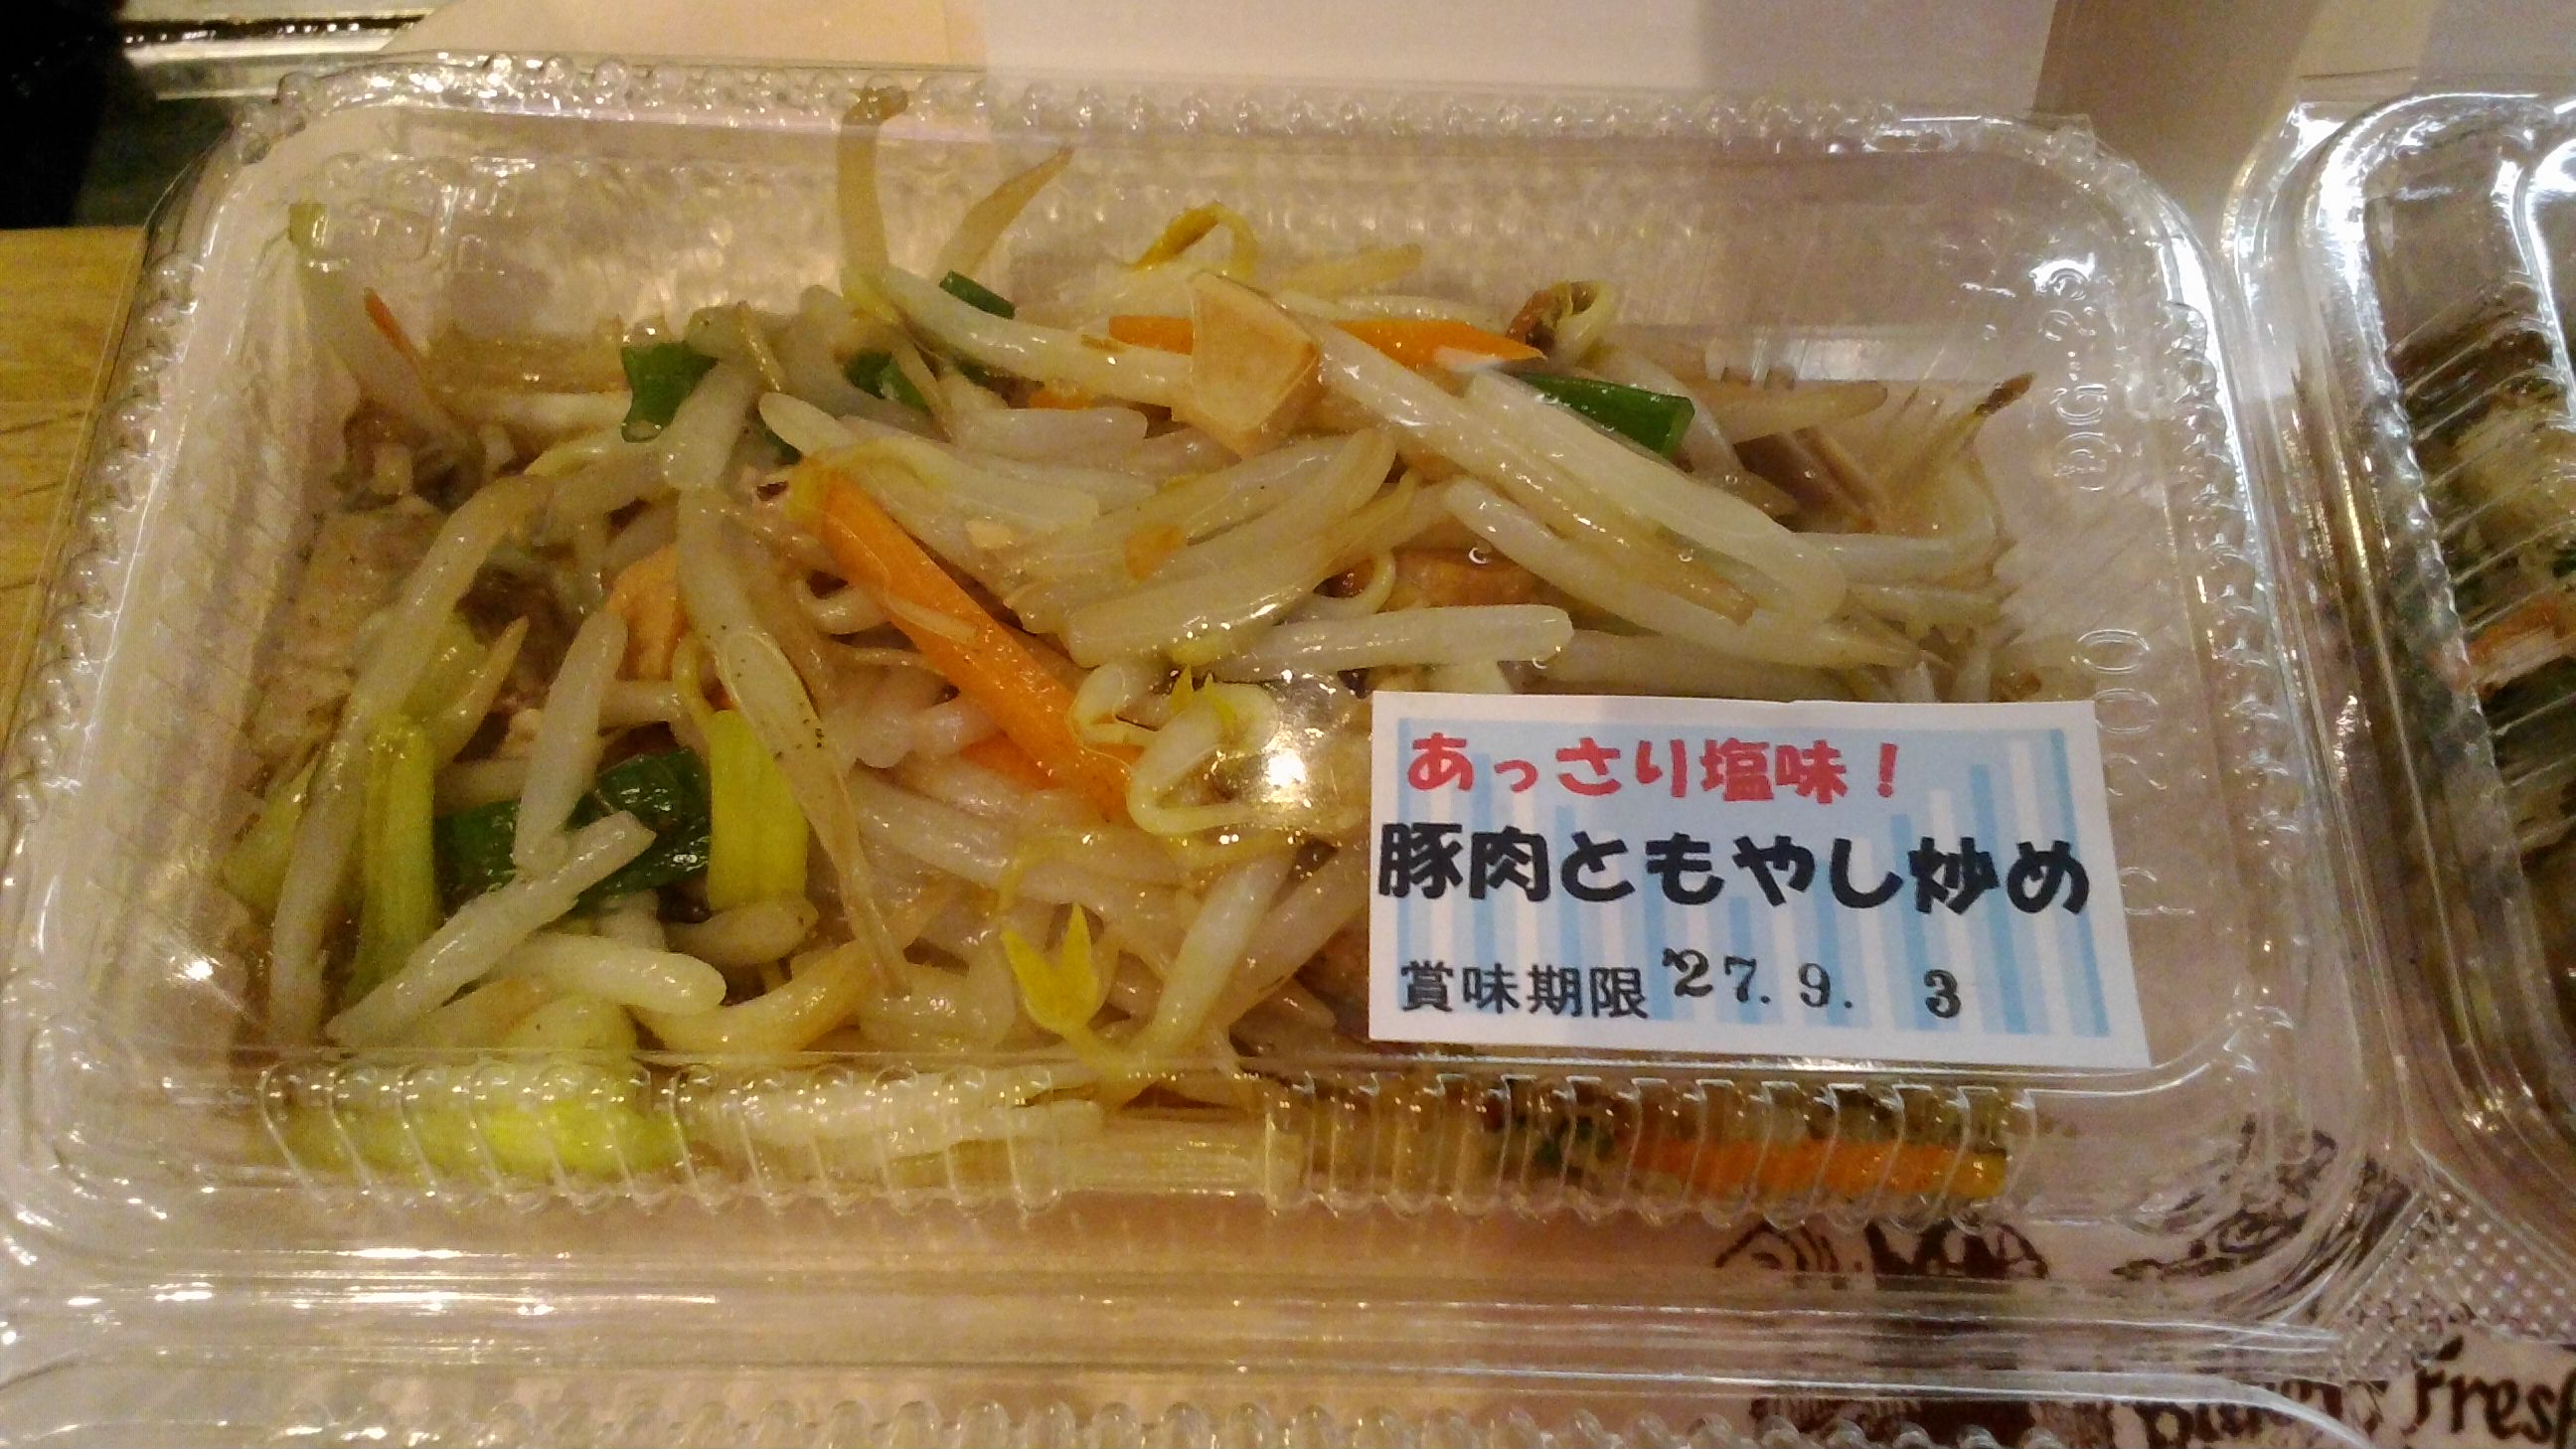 あっさり塩味！
豚肉ともやし炒め
賞味期限 '27. 9. 3